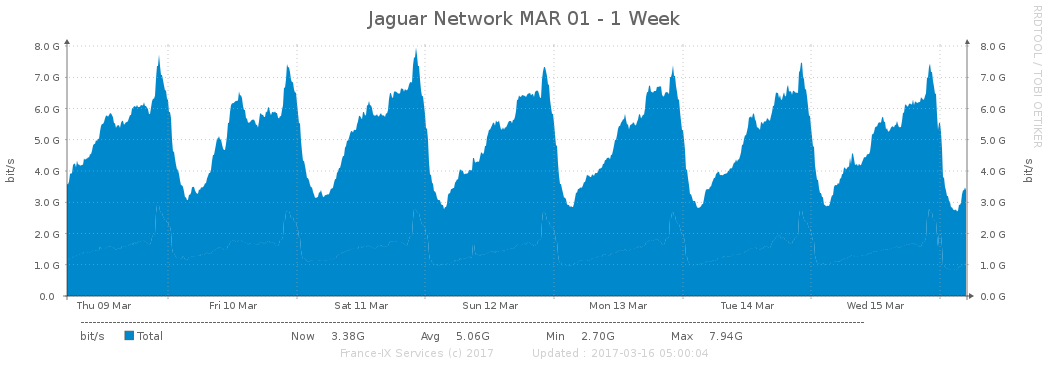 Jaguar Network MAR 01 - 1 Week
RRDTOOL / TOBI OETIKER
bit/s
bit/s
8.0 G 8.0 G
7.0 G 7.0 G
6.0 G 6.0 G
5.0 G 5.0 G
4.0 G 4.0 G
3.0 G 3.0 G
2.0 G 2.0 G
1.0 G 1.0 G
0.0 0.0 G
Thu 09 Mar Fri 10 Mar Sat 11 Mar Sun 12 Mar Mon 13 Mar Tue 14 Mar Wed 15 Mar
bit/s Total Now 3.38G Avg 5.06G Min 2.70G Max 7.94G
France-IX Services (c) 2017 Updated : 2017-03-16 05:00:04